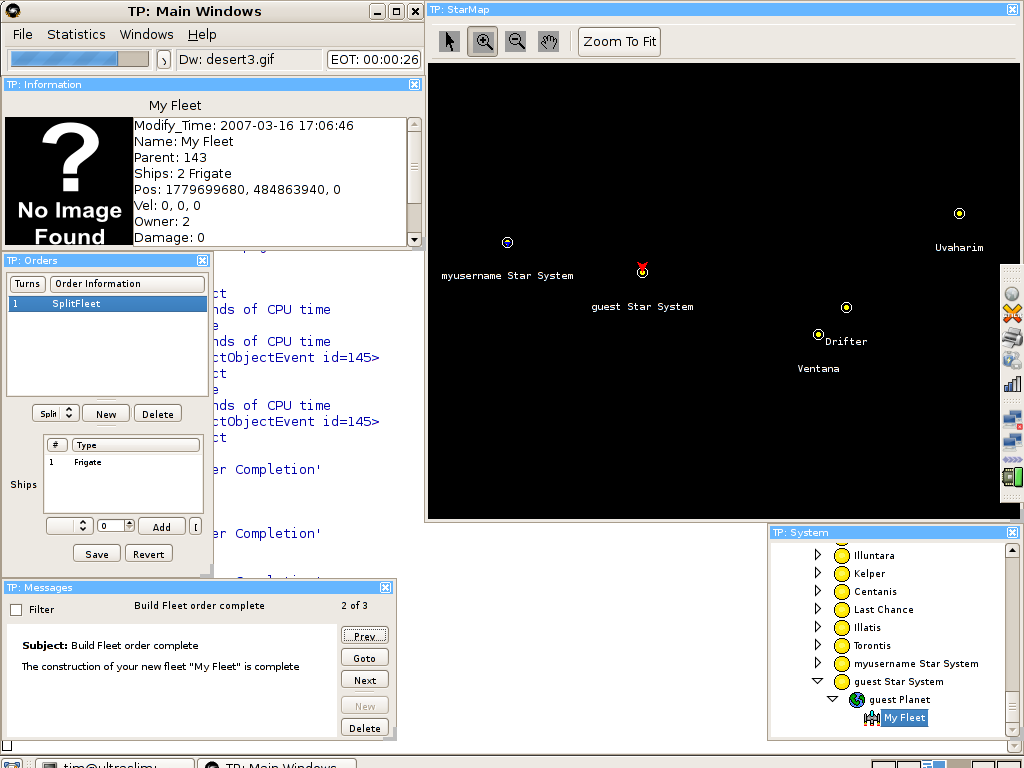 TP: Main Windows
File Statistics Windows Help
Dw: desert3.gif EOT: 00:00:26
TP: Information
My Fleet
No Image
Found
Modify_Time: 2007-03-16 17:06:46
Name: My Fleet
Parent: 143
Ships: 2 Frigate
Pos: 1779699680, 484863940, 0
Vel: 0, 0, 0
Owner: 2
Damage: 0
TP: Orders
Turns Order Information
1 SplitFleet
Split New Delete
# Type
1 Frigate
Ships
0 Add
Save Revert
ct
nds of CPU time
e
nds of CPU time
ctObjectEvent id=145>
ct
e
nds of CPU time
ctObjectEvent id=145>
ct
er Completion'
er Completion'
TP: Messages
Filter Build Fleet order complete 2 of 3
Subject: Build Fleet order complete
The construction of your new fleet "My Fleet" is complete
Prev
Goto
Next
New
Delete
TP: StarMap
Zoom To Fit
Uvaharim
myusername Star System
guest Star System
Drifter
Ventana
TP: System
Illuntara
Kelper
Centanis
Last Chance
Illatis
Torontis
myusername Star System
guest Star System
guest Planet
My Fleet
tim@ultraslim: TP: Main Windows